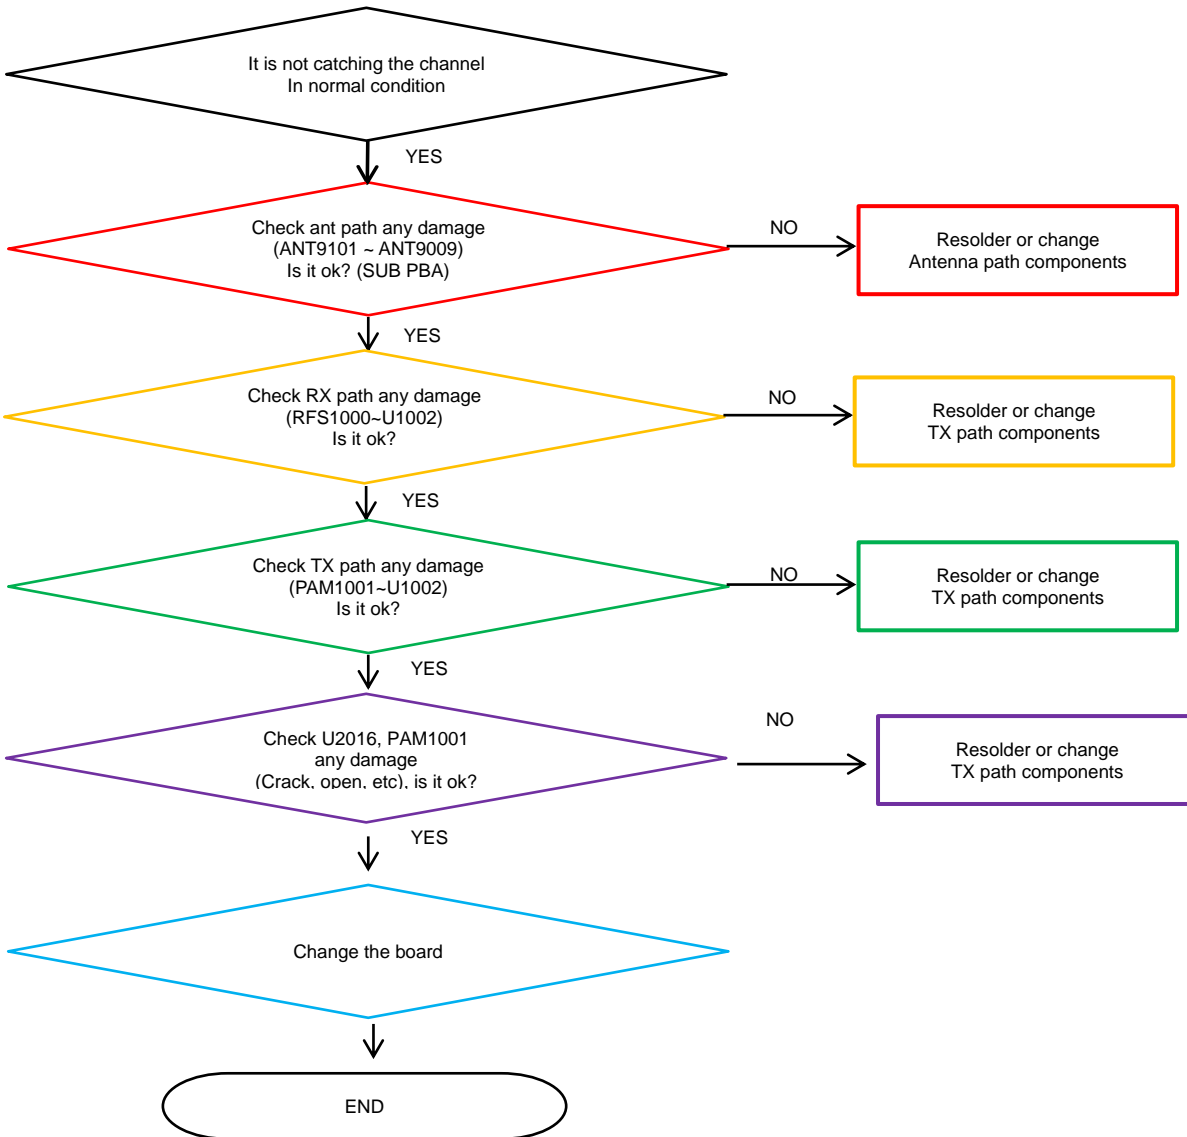 It is not catching the channel
In normal condition
YES
Check ant path any damage
(ANT9101 ~ ANT9009)
Is it ok? (SUB PBA)
NO
Resolder or change
Antenna path components
YES
Check RX path any damage
(RFS1000~U1002)
Is it ok?
NO
Resolder or change
TX path components
YES
Check TX path any damage
(PAM1001~U1002)
Is it ok?
NO
Resolder or change
TX path components
YES
Check U2016, PAM1001
any damage
(Crack, open, etc), is it ok?
NO
Resolder or change
TX path components
YES
Change the board
END